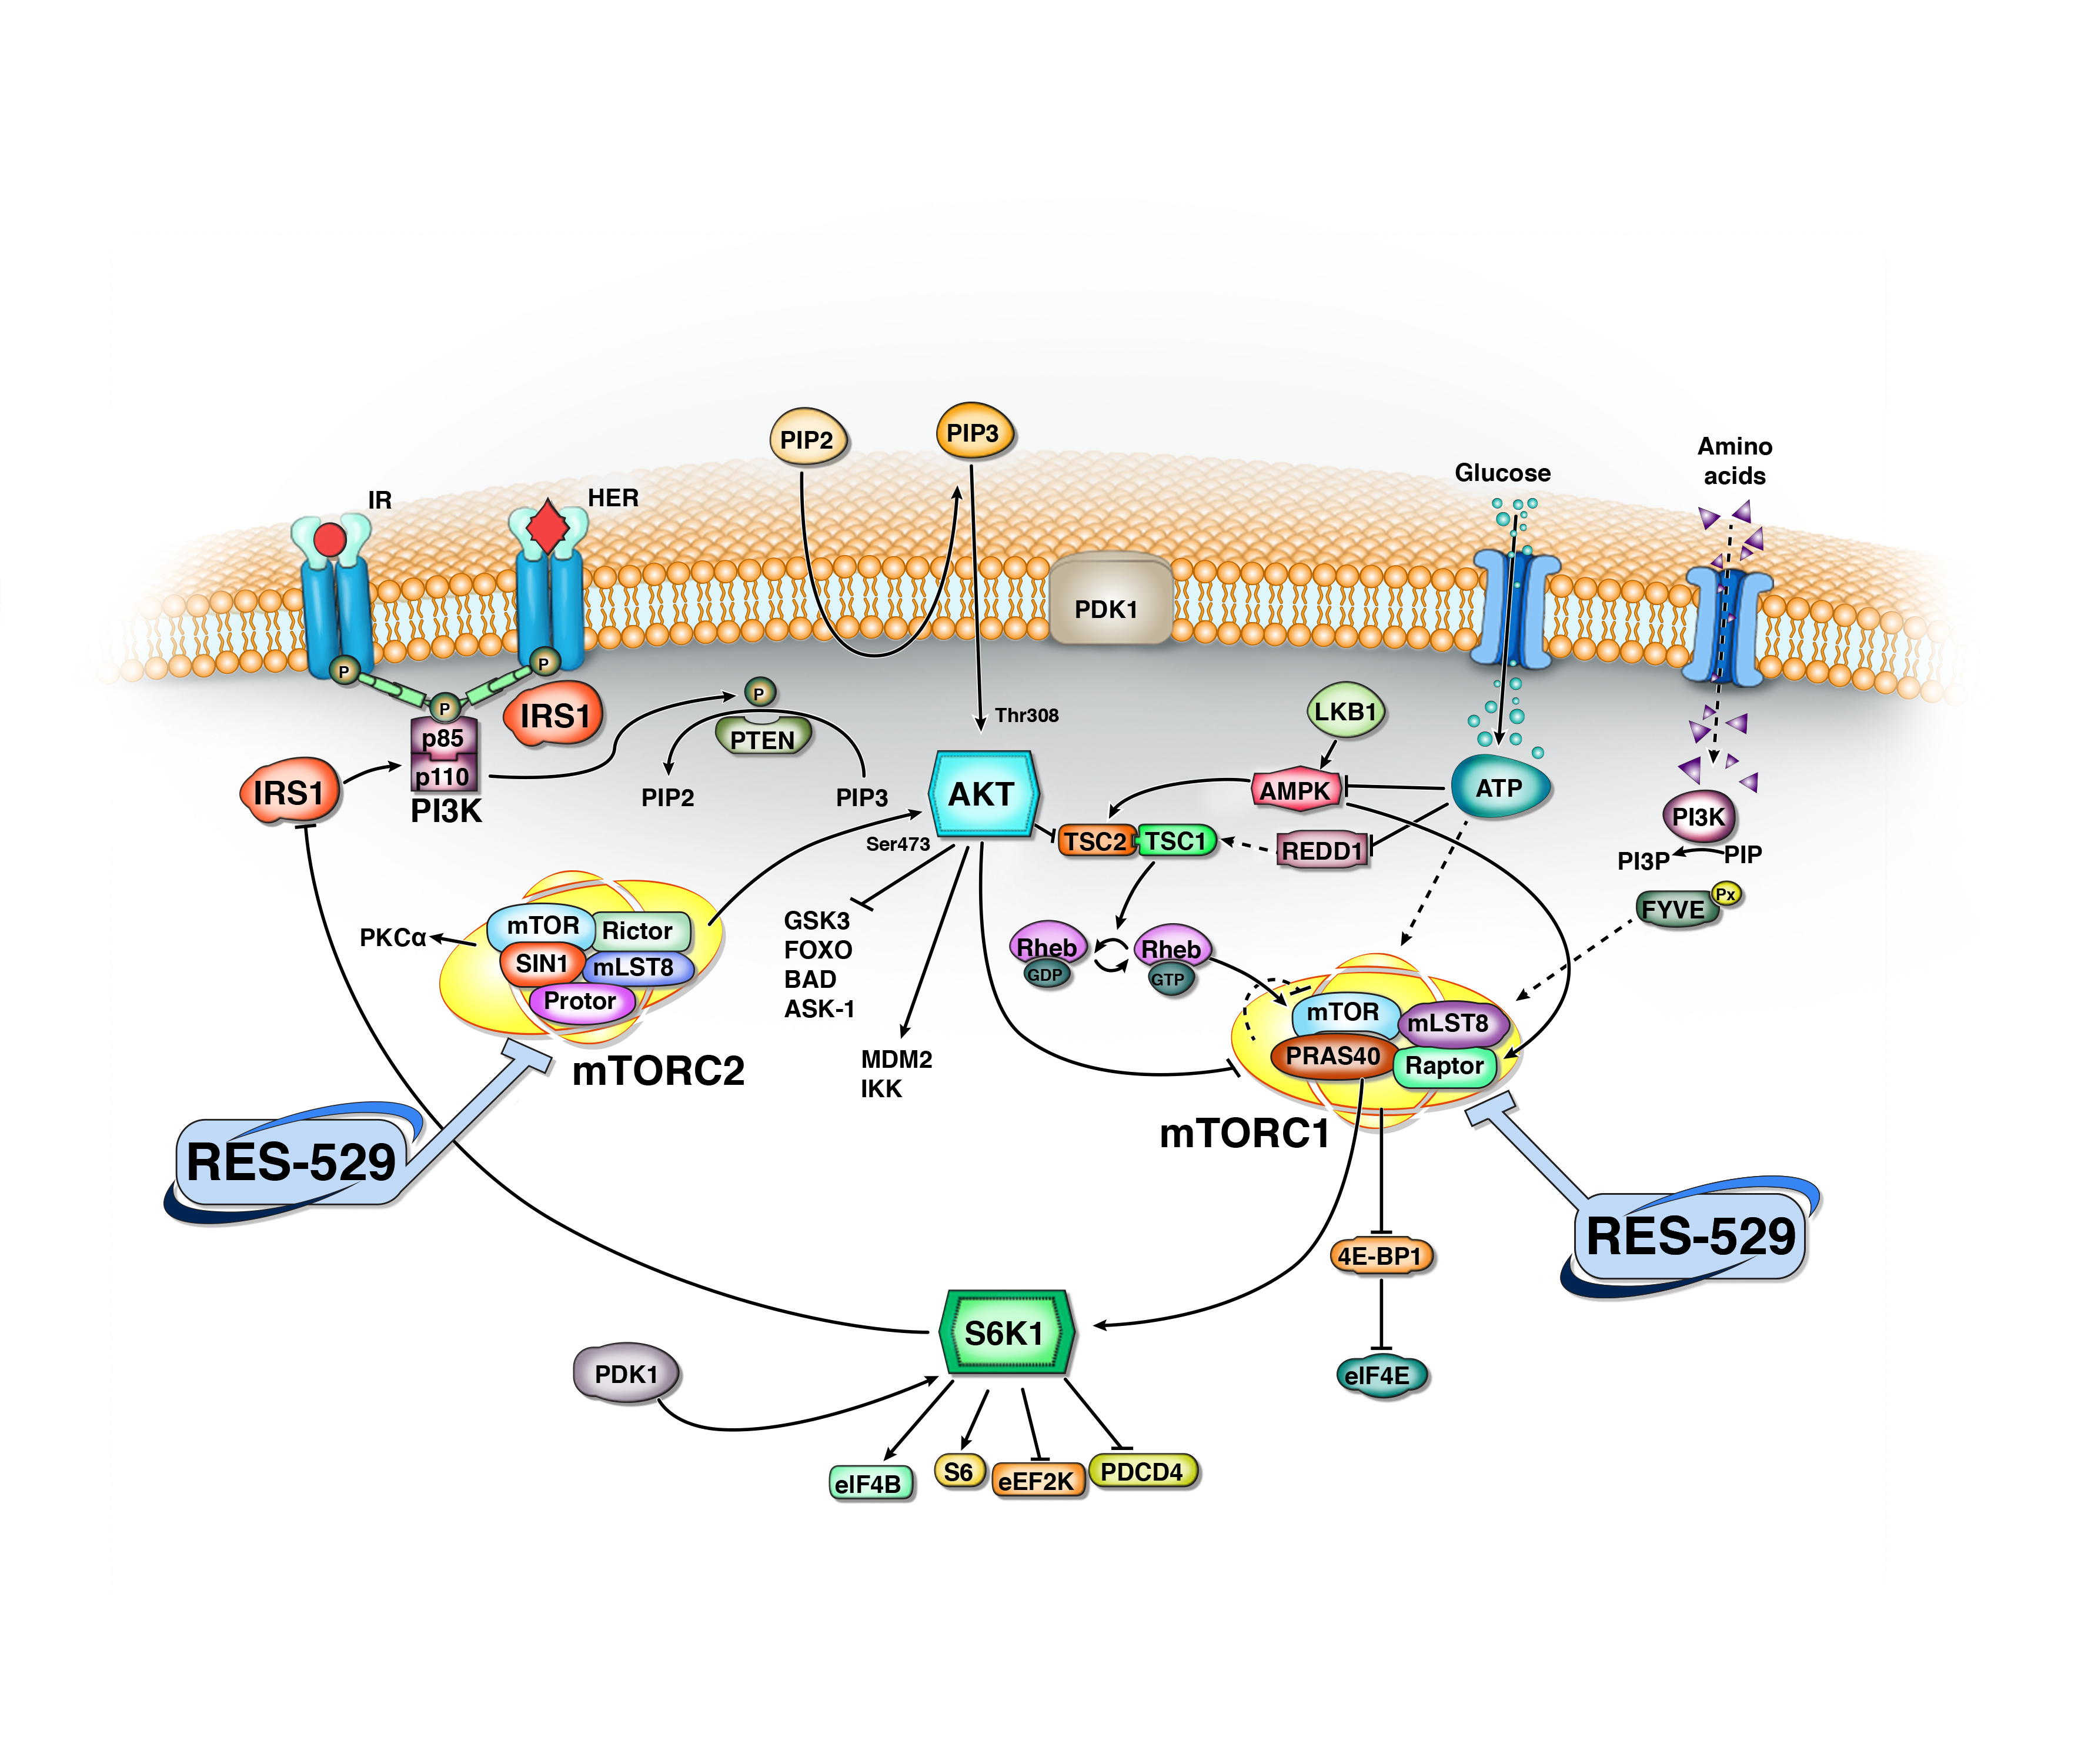 PIP2
PIP3
Amino
acids
Glucose
IR
HER
PDK1
P
P
P
P
IRS1
Thr308
LKB1
p85
PTEN
p110
IRS1
PI3K
PIP2
PIP3
AKT
AMPK
ATP
PI3K
Ser473
TSC2
TSC1
REDD1
PI3P
PIP
Px
FYVE
PKCα
mTOR
Rictor
SIN1
mLST8
Protor
mTORC2
GSK3
FOXO
BAD
ASK-1
MDM2
IKK
Rheb
GDP
Rheb
GTP
mTOR
mLST8
PRAS40
Raptor
mTORC1
RES-529
RES-529
4E-BP1
eIF4E
S6K1
PDK1
eIF4B
S6
eEF2K
PDCD4